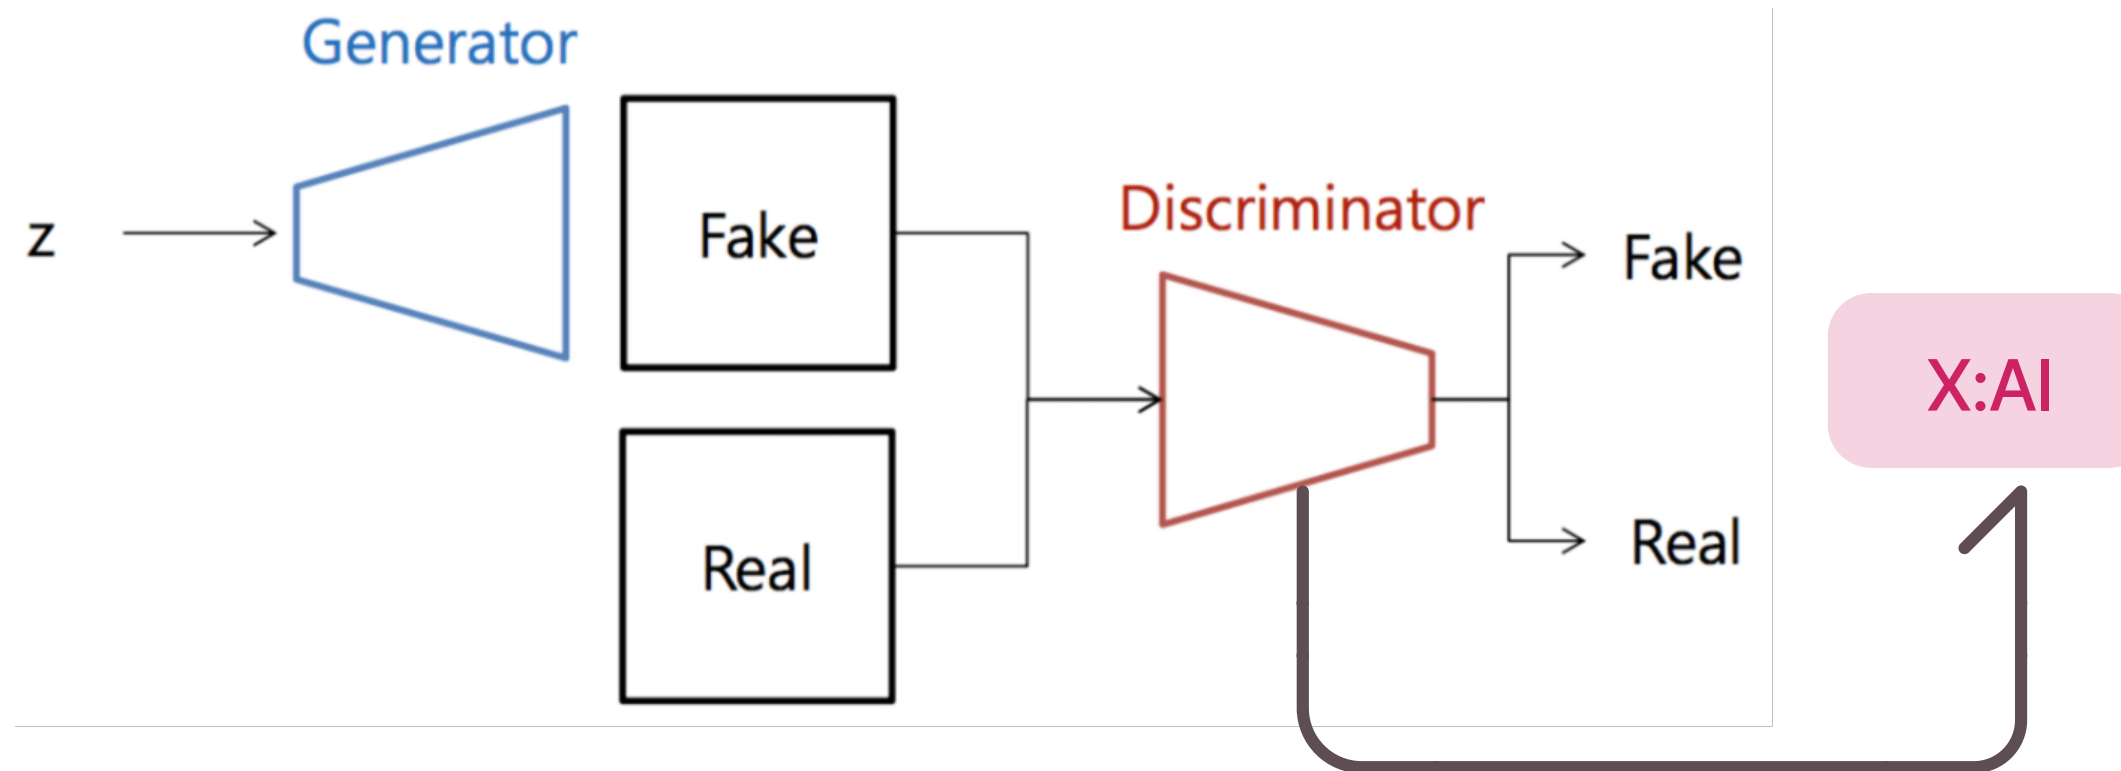 Generator
z
Fake
Real
Discriminator
Fake
Real
X:AI